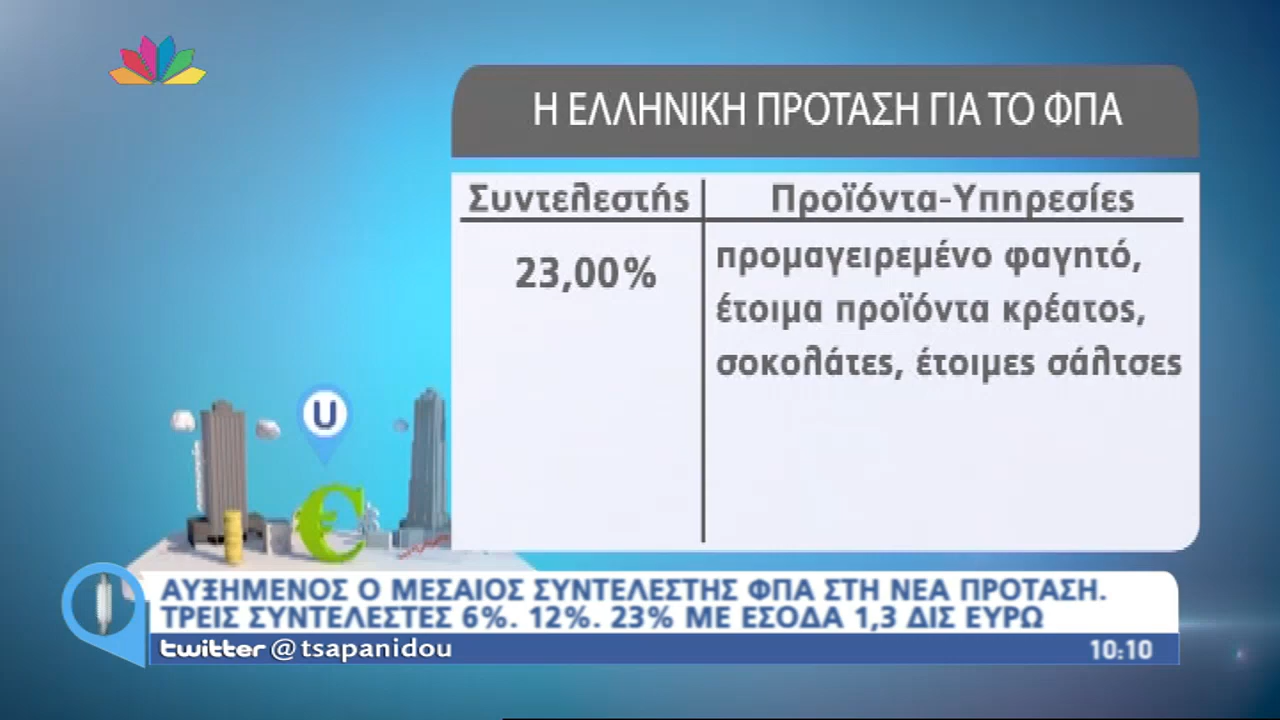 Η ΕΛΛΗΝΙΚΗ ΠΡΟΤΑΣΗ ΓΙΑ ΤΟ ΦΠΑ
Συντελεστής
Προϊόντα-Υπηρεσίες
23,00%
προμαγειρεμένο φαγητό,
έτοιμα προϊόντα κρέατος,
σοκολάτες, έτοιμες σάλτσες
U
€
ΑΥΞΗΜΕΝΟΣ Ο ΜΕΣΑΙΟΣ ΣΥΝΤΕΛΕΣΤΗΣ ΦΠΑ ΣΤΗ ΝΕΑ ΠΡΟΤΑΣΗ.
ΤΡΕΙΣ ΣΥΝΤΕΛΕΣΤΕΣ 6%. 12%. 23% ΜΕ ΕΣΟΔΑ 1,3 ΔΙΣ ΕΥΡΩ
twitter @tsapanidou
10:10